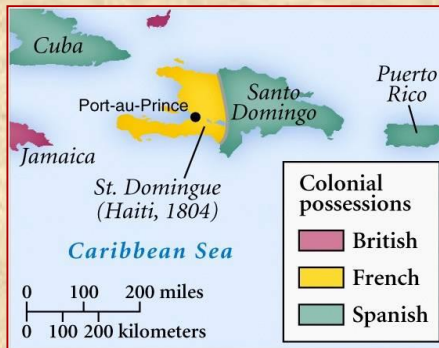 Cuba
Port-au-Prince
Santo
Domingo
Puerto
Rico
Jamaica
St. Domingue
(Haiti, 1804)
Caribbean Sea
0 100 200 miles
0 100 200 kilometers
Colonial
possessions
British
French
Spanish